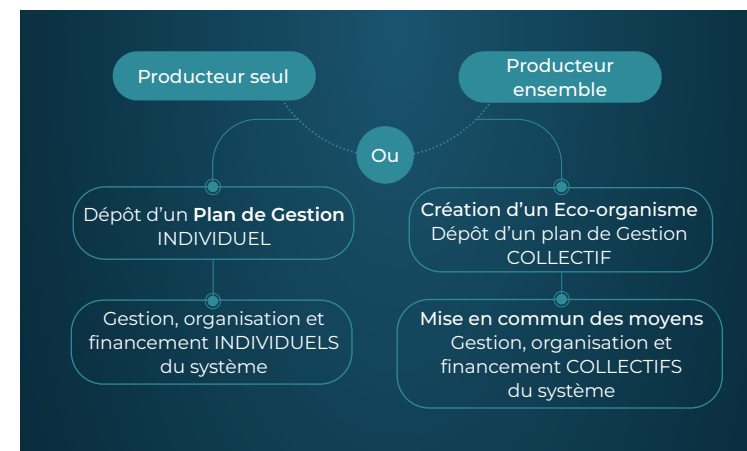 Producteur seul
Producteur
ensemble
Ou
Dépôt d'un Plan de Gestion
INDIVIDUEL
Création d'un Eco-organisme
Dépôt d'un plan de Gestion
COLLECTIF
Gestion, organisation et
financement INDIVIDUELS
du système
Mise en commun des moyens
Gestion, organisation et
financement COLLECTIFS
du système